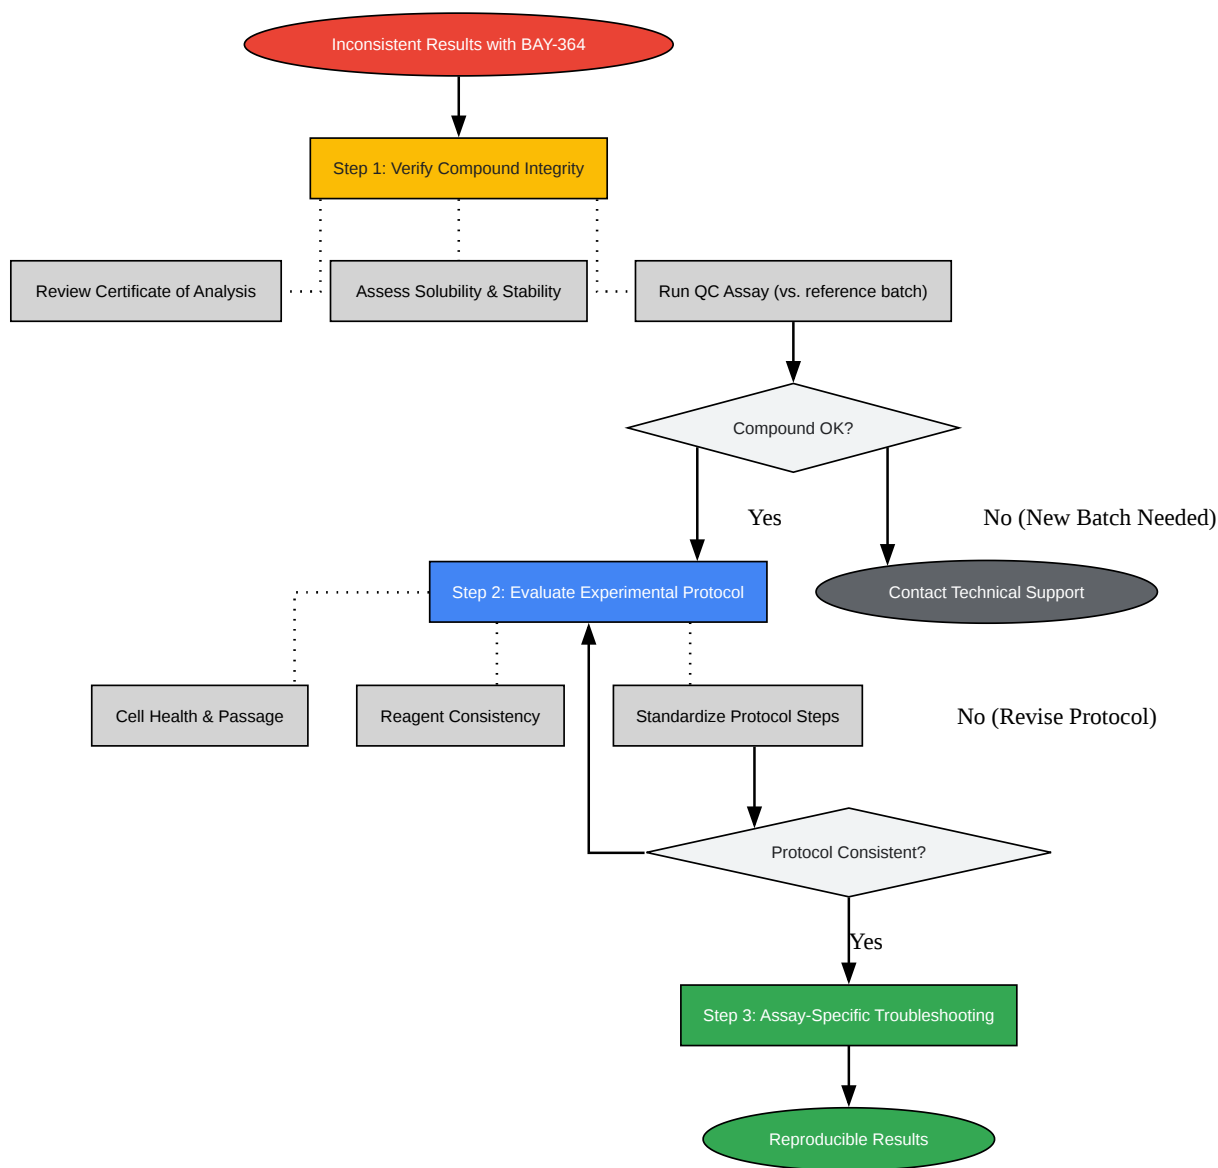 Inconsistent Results with BAY-364
Step 1: Verify Compound Integrity
Review Certificate of Analysis
Assess Solubility & Stability
Run QC Assay (vs. reference batch)
Compound OK?
Yes
No (New Batch Needed)
Step 2: Evaluate Experimental Protocol
Contact Technical Support
Cell Health & Passage
Reagent Consistency
Standardize Protocol Steps
No (Revise Protocol)
Protocol Consistent?
Yes
Step 3: Assay-Specific Troubleshooting
Reproducible Results